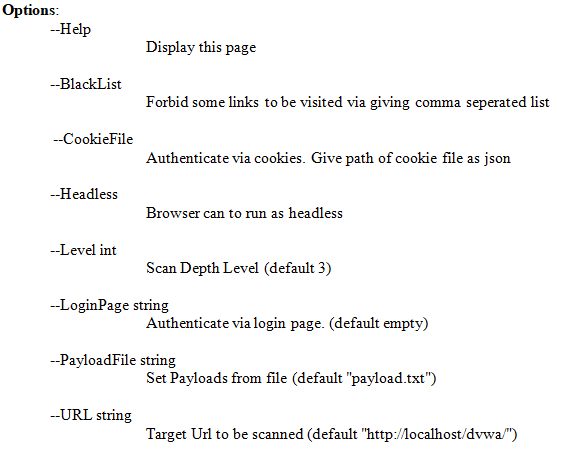 Options:
--Help
Display this page
--BlackList
Forbid some links to be visited via giving comma seperated list
--CookieFile
Authenticate via cookies. Give path of cookie file as json
--Headless
Browser can to run as headless
--Level int
Scan Depth Level (default 3)
--LoginPage string
Authenticate via login page. (default empty)
--PayloadFile string
Set Payloads from file (default "payload.txt")
--URL string
Target Url to be scanned (default "http://localhost/dvwa/")